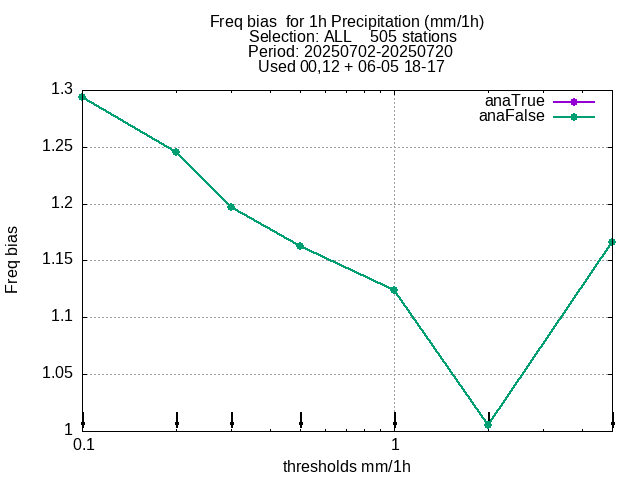 Freq bias  for 1h Precipitation (mm/1h)
Selection: ALL    505 stations
Period: 20250702-20250720
Used 00,12 + 06-05 18-17
anaTrue
anaFalse
1.3
1.25
1.2
1.15
1.1
1.05
1
Freq bias
0.1
1
thresholds mm/1h